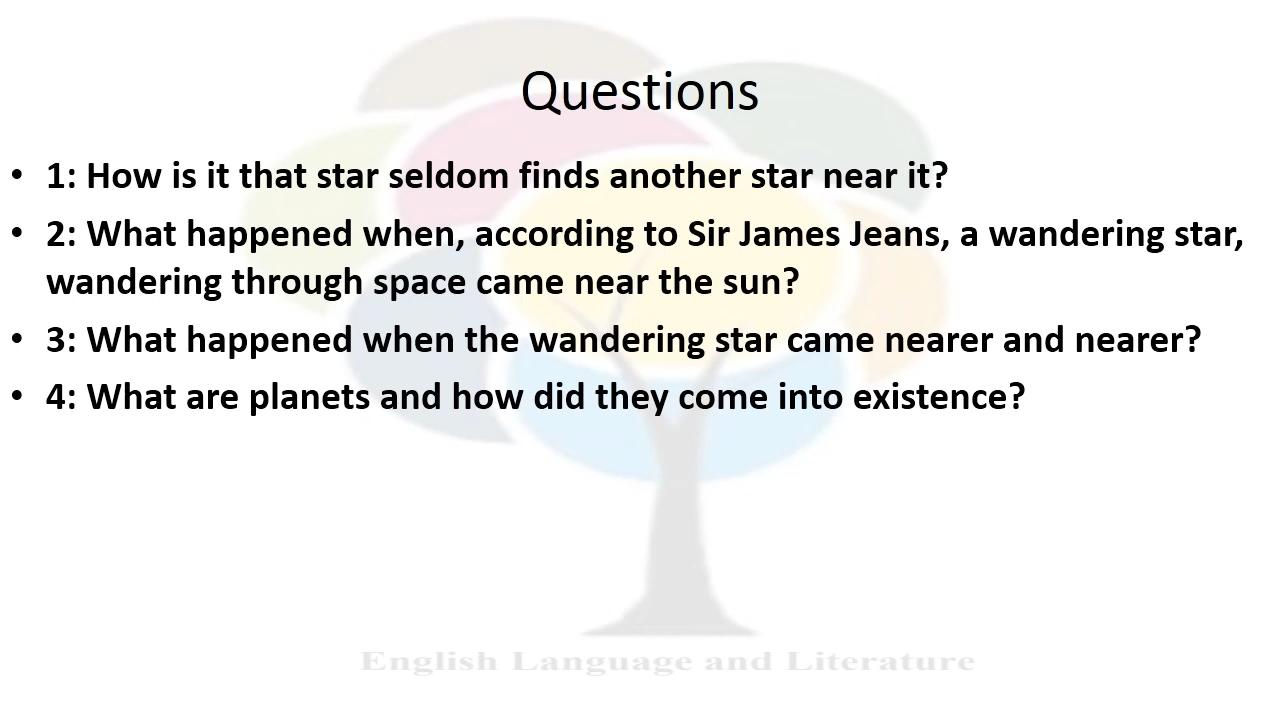 Questions
• 1: How is it that star seldom finds another star near it?
• 2: What happened when, according to Sir James Jeans, a wandering star,
wandering through space came near the sun?
• 3: What happened when the wandering star came nearer and nearer?
• 4: What are planets and how did they come into existence?
English Language and Literature